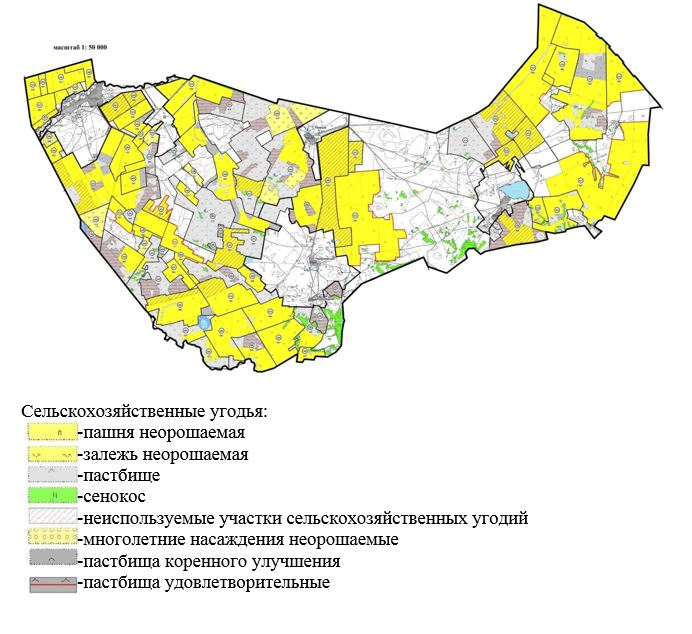 масштаб 1: 50 000
Сельскохозяйственные угодья:
-пашня неорошаемая
-залежь неорошаемая
-пастбище
-сенокос
-неиспользуемые участки сельскохозяйственных угодий
-многолетние насаждения неорошаемые
-пастбища коренного улучшения
-пастбища удовлетворительные